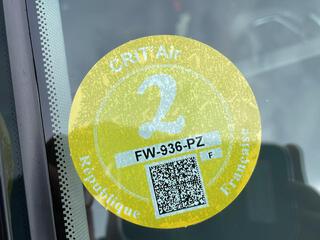 CRIT'Air
2
FW-936-PZ
F
République
Française